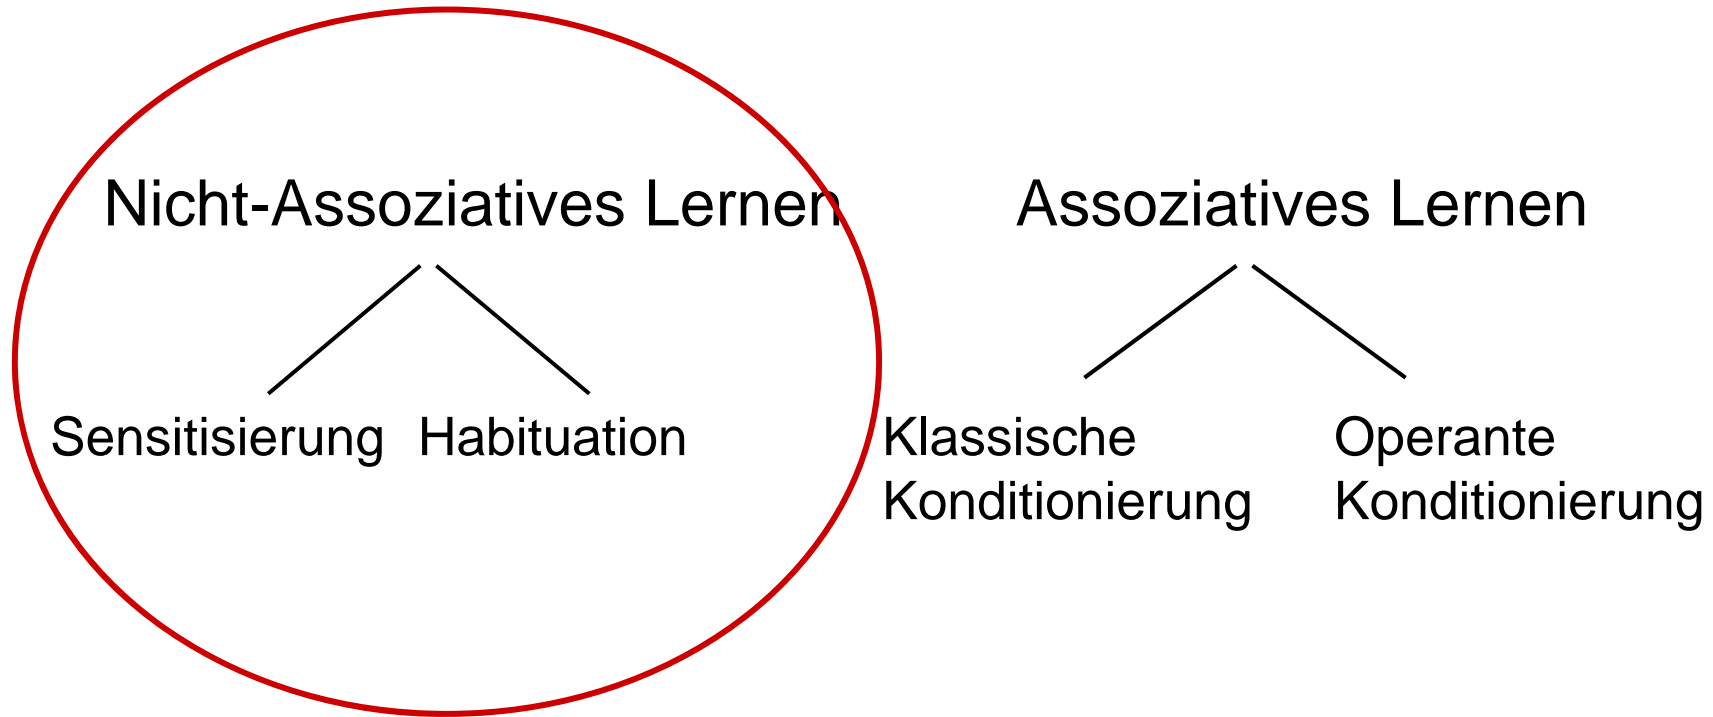 Nicht-Assoziatives Lernen
Assoziatives Lernen
Sensitisierung
Habituation
Klassische
Konditionierung
Operante
Konditionierung